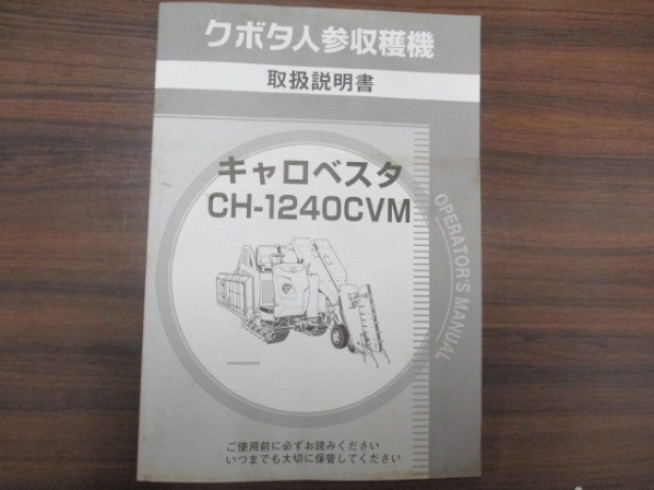 クボタ人参収穫機
取扱説明書
キャロベスタ
CH-1240CVM
OPERATOR'S MANUAL
ご使用前に必ずお読みください
いつまでも大切に保管してください